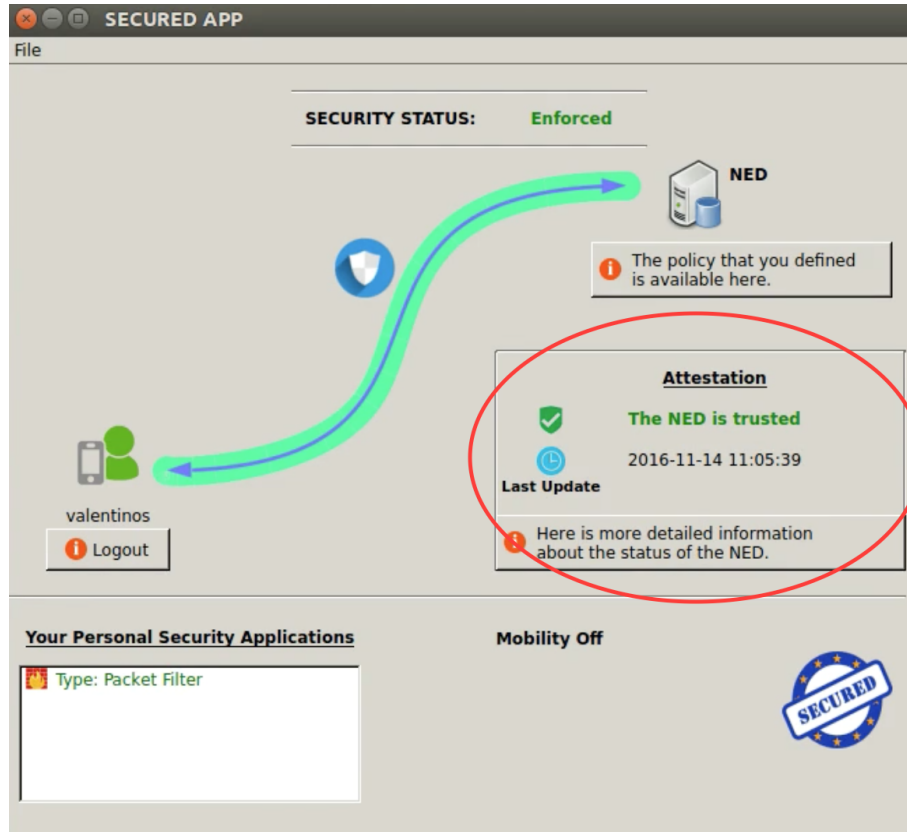 SECURED APP
File
SECURITY STATUS: Enforced
NED
The policy that you defined
is available here.
Attestation
The NED is trusted
2016-11-14 11:05:39
Last Update
Here is more detailed information
about the status of the NED.
valentinos
Logout
Your Personal Security Applications
Mobility Off
Type: Packet Filter
SECURED